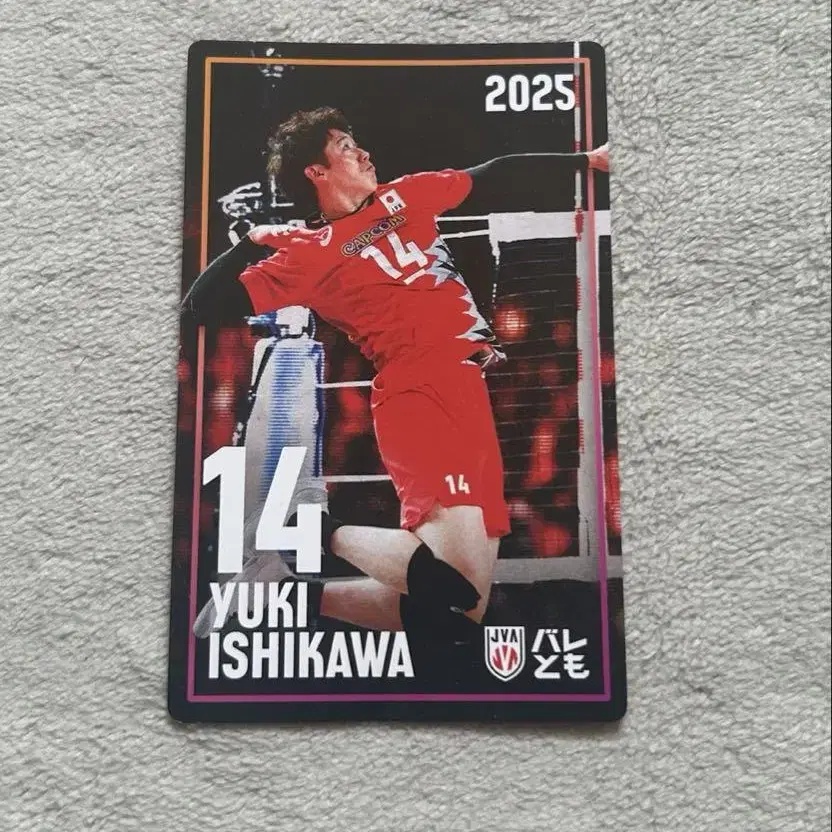 2025
CAPCOM
14
14
14
YUKI
ISHIKAWA
JVA
バレ
とも